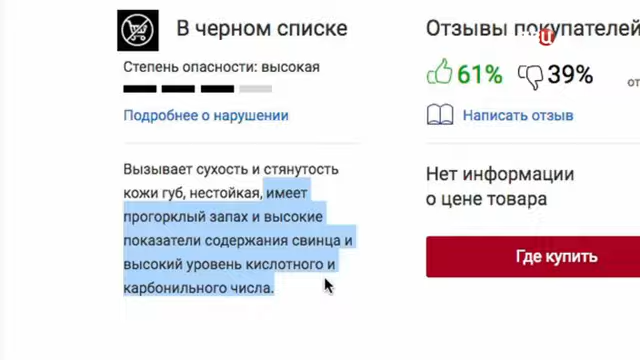 В черном списке
Степень опасности: высокая
Подробнее о нарушении
Вызывает сухость и стянутость
кожи губ, нестойкая, имеет
прогорклый запах и высокие
показатели содержания свинца и
высокий уровень кислотного и
карбонильного числа.
Отзывы покупателей
61% 39% от
Написать отзыв
Нет информации
о цене товара
Где купить